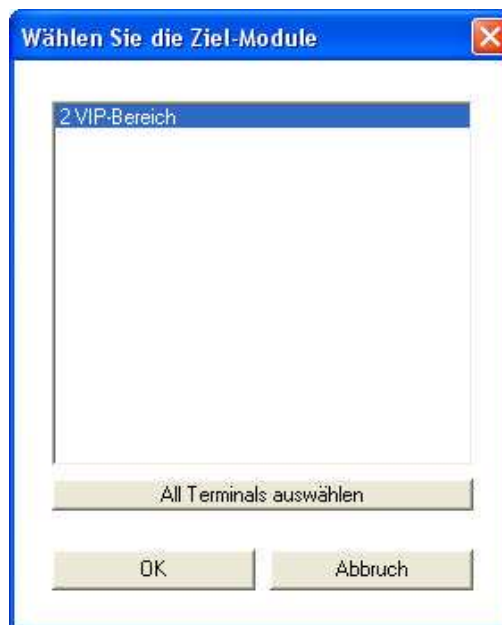 Wählen Sie die Ziel-Module
2 VIP-Bereich
All Terminals auswählen
OK
Abbruch